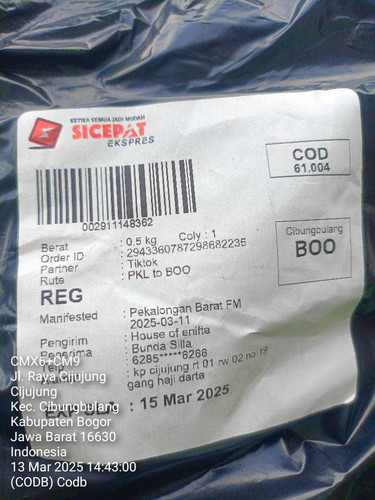 KETIKA SEMUA JADI MUDAH
SICEPAT
EKSPRES
COD
61.004
002911148362
Berat : 0.5 kg Coly : 1
Order ID : 2943360787298682235
Partner : Tiktok
Rute : PKL to BOO
REG
Cibungbulang
BOO
Manifested : Pekalongan Barat FM
2025-03-11
Pengirim : House of enifta
Penerima : Bunda Silla
: 6285*****6266
: kp cijujung rt 01 rw 02 no 19
gang haji darta
: 15 Mar 2025
CMX6+CM9
Jl. Raya Cijujung
Cijujung
Kec. Cibungbulang
Kabupaten Bogor
Jawa Barat 16630
Indonesia
13 Mar 2025 14:43:00
(CODB) Codb